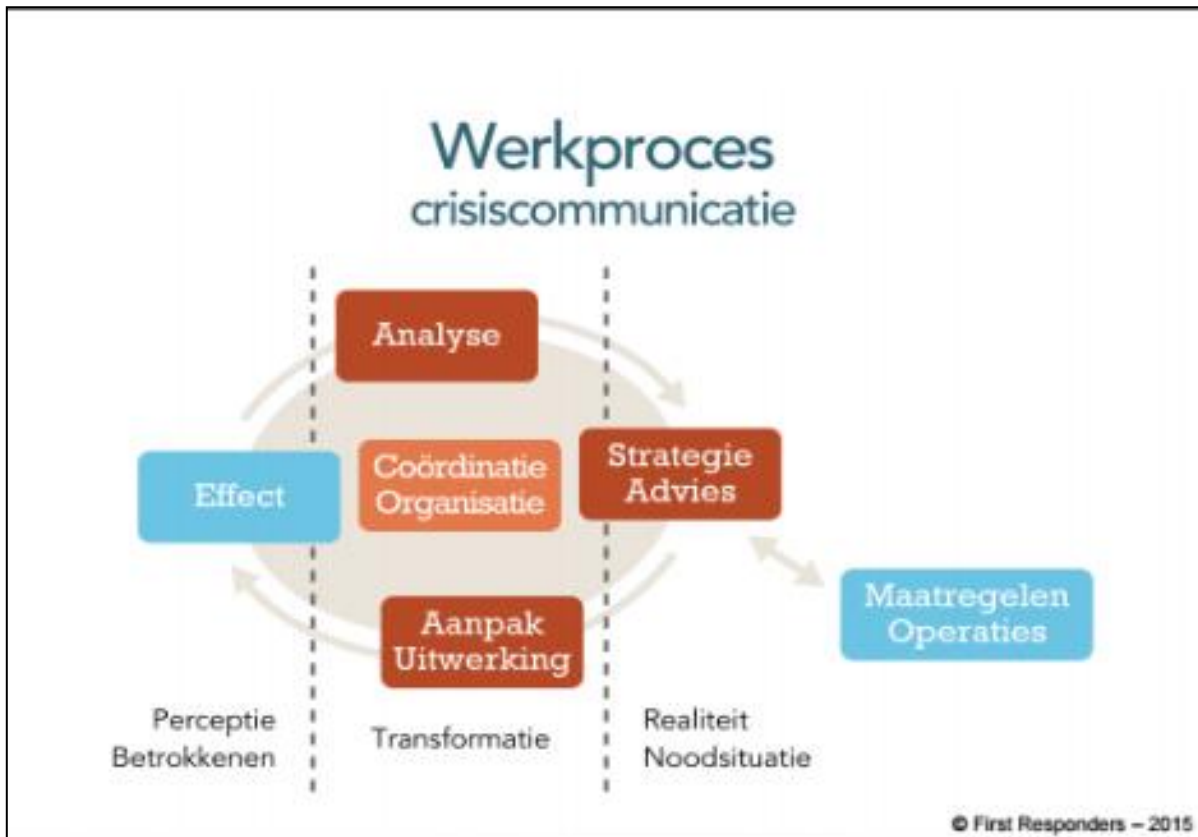 Werkproces
crisiscommunicatie
Analyse
Effect
Coördinatie
Organisatie
Strategie
Advies
Aanpak
Uitwerking
Maatregelen
Operaties
Perceptie
Betrokkenen
Transformatie
Realiteit
Noodsituatie
© First Responders – 2015